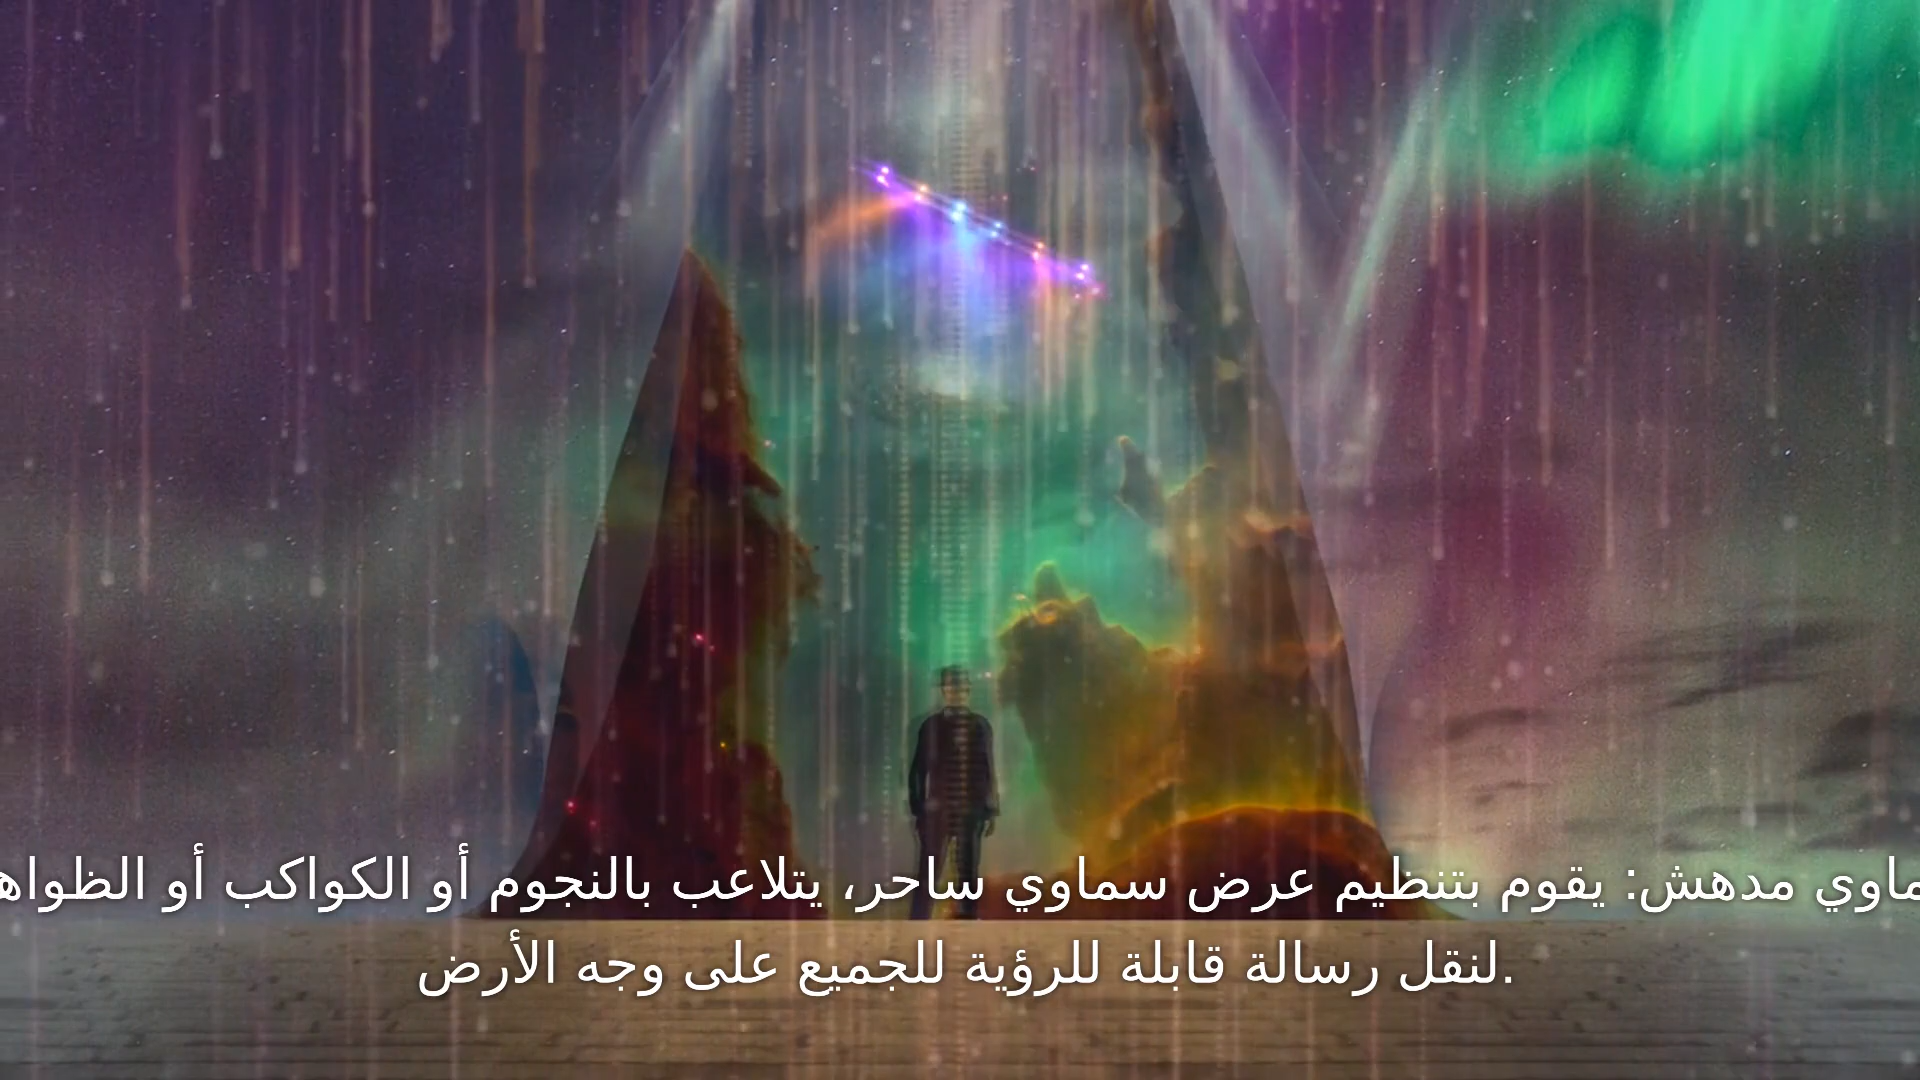 مدهش: يقوم بتنظيم عرض سماوي ساحر، يتلاعب بالنجوم أو الكواكب أو
لنقل رسالة قابلة للرؤية للجميع على وجه الأرض.